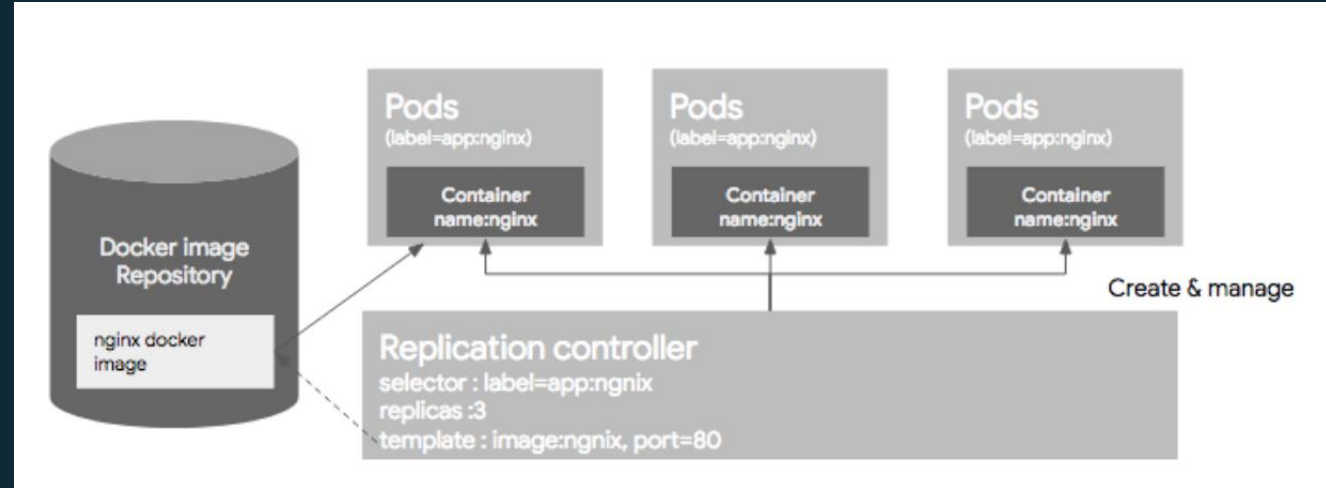 Pods
(label=app:nginx)
Container
name:nginx
Pods
(label=app:nginx)
Container
name:nginx
Pods
(label=app:nginx)
Container
name:nginx
Docker image
Repository
nginx docker
image
Create & manage
Replication controller
selector : label=app:ngnix
replicas :3
template : image:ngnix, port=80